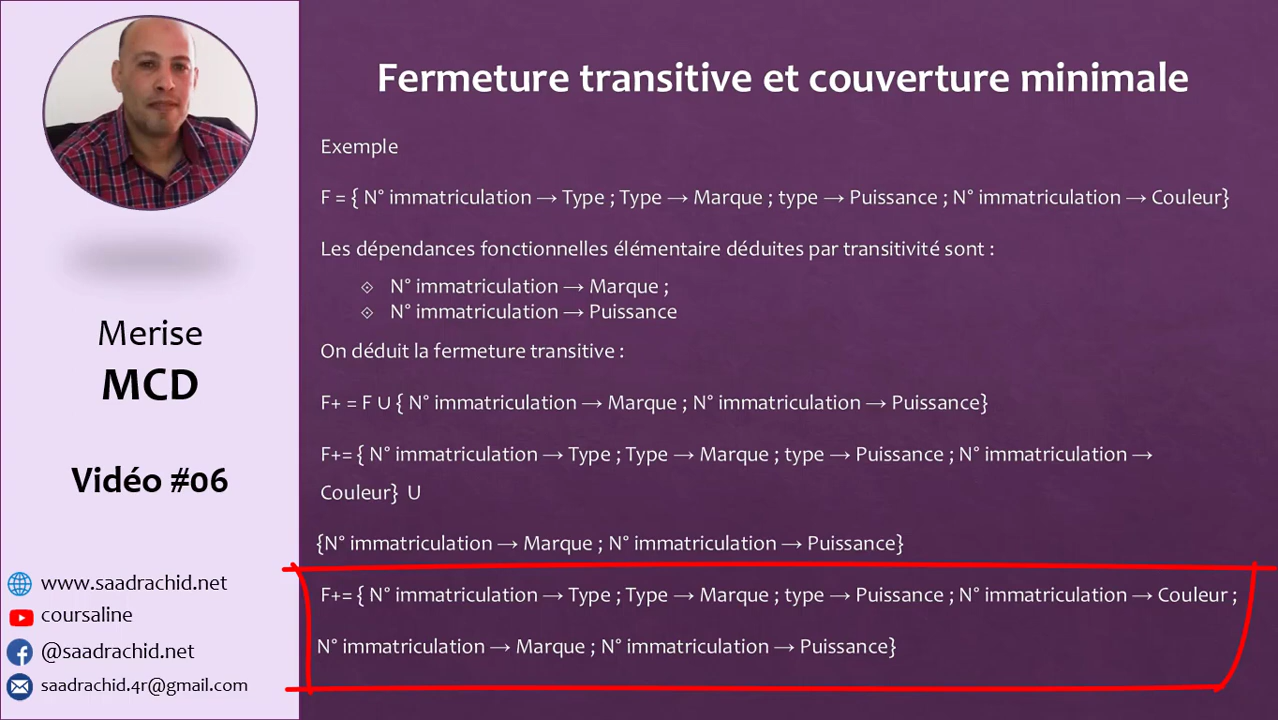 Fermeture transitive et couverture minimale
Exemple
F = { N° immatriculation → Type ; Type → Marque ; type → Puissance ; N° immatriculation → Couleur}
Les dépendances fonctionnelles élémentaire déduites par transitivité sont :
N° immatriculation → Marque ;
N° immatriculation → Puissance
On déduit la fermeture transitive :
F+ = F ∪ { N° immatriculation → Marque ; N° immatriculation → Puissance}
F+= { N° immatriculation → Type ; Type → Marque ; type → Puissance ; N° immatriculation →
Couleur} ∪
{N° immatriculation → Marque ; N° immatriculation → Puissance}
F+= { N° immatriculation → Type ; Type → Marque ; type → Puissance ; N° immatriculation → Couleur ;
N° immatriculation → Marque ; N° immatriculation → Puissance}
Merise
MCD
Vidéo #06
www.saadrachid.net
coursaline
@saadrachid.net
saadrachid.4r@gmail.com